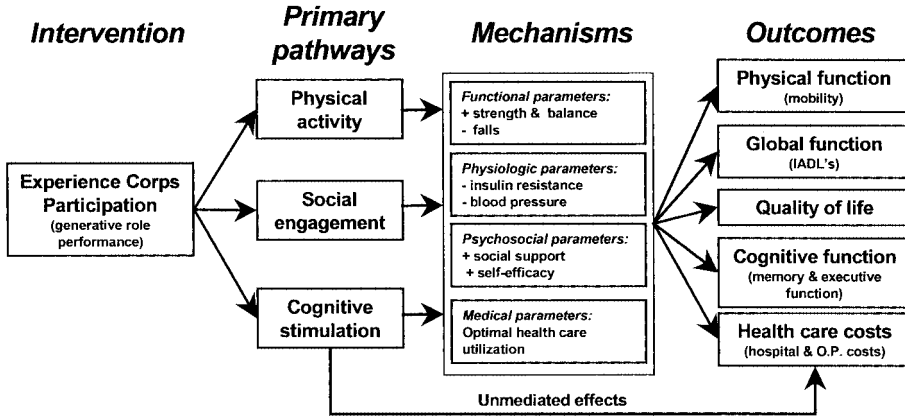 Intervention
Primary
pathways
Mechanisms
Outcomes
Experience Corps
Participation
(generative role
performance)
Physical
activity
Social
engagement
Cognitive
stimulation
Functional parameters:
+ strength & balance
- falls
Physiologic parameters:
- insulin resistance
- blood pressure
Psychosocial parameters:
+ social support
+ self-efficacy
Medical parameters:
Optimal health care
utilization
Physical function
(mobility)
Global function
(IADL's)
Quality of life
Cognitive function
(memory & executive
function)
Health care costs
(hospital & O.P. costs)
Unmediated effects